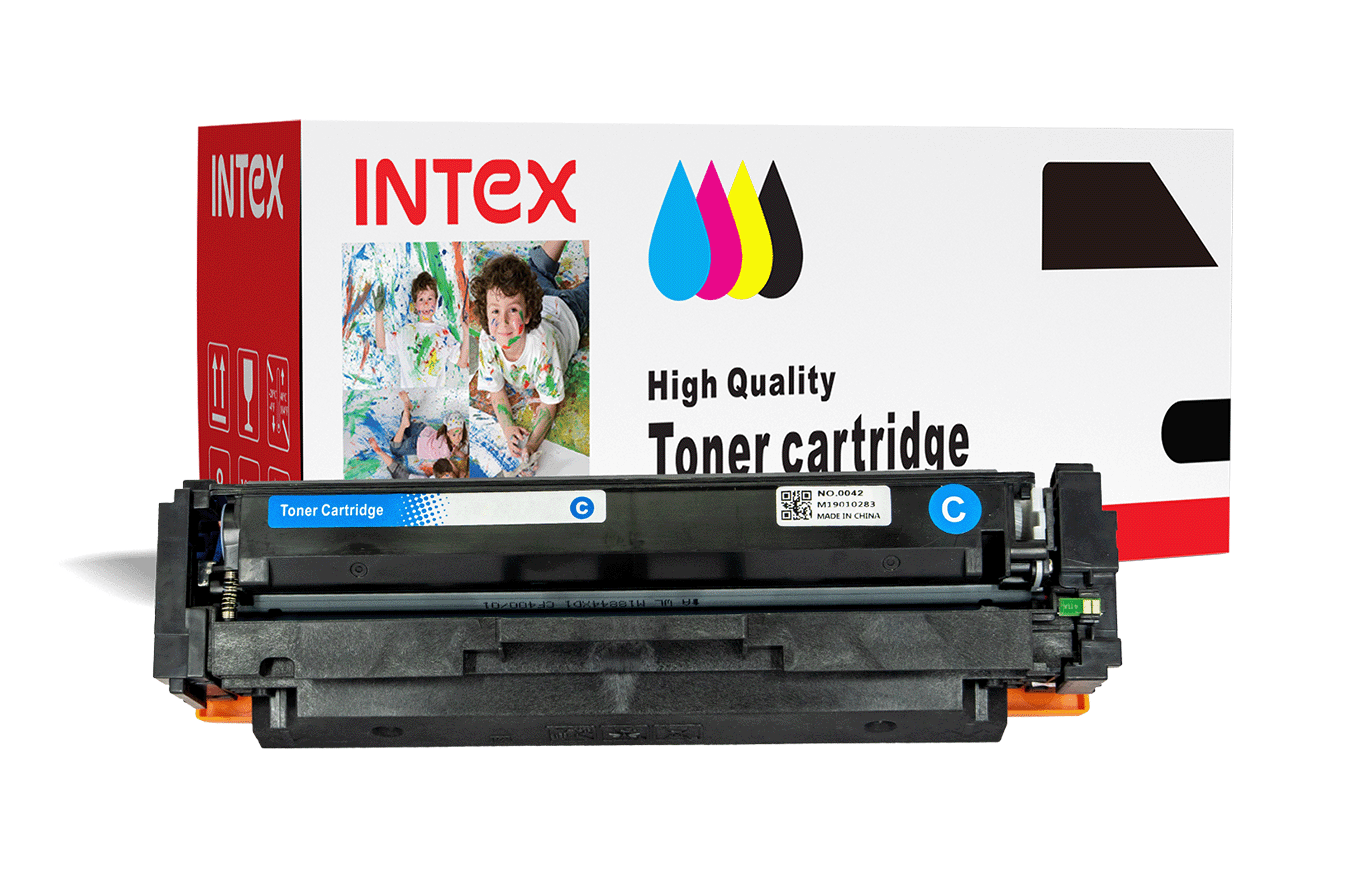 INTEX
INTEX
High Quality
Toner cartridge
Toner Cartridge
C
NO.0042
M19010283
MADE IN CHINA
C